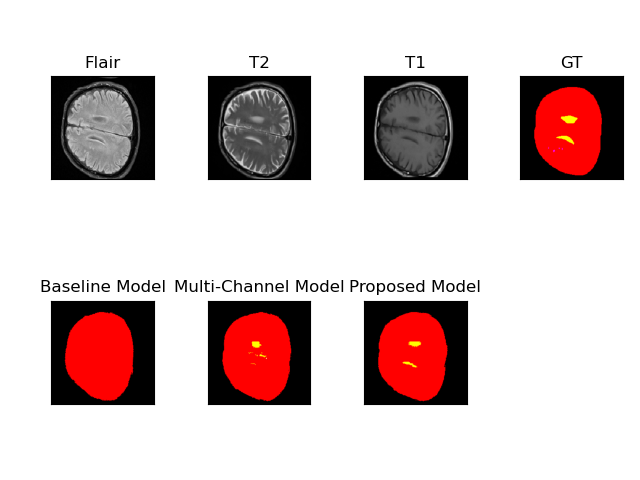 Flair
T2
T1
GT
Baseline Model
Multi-Channel Model
Proposed Model